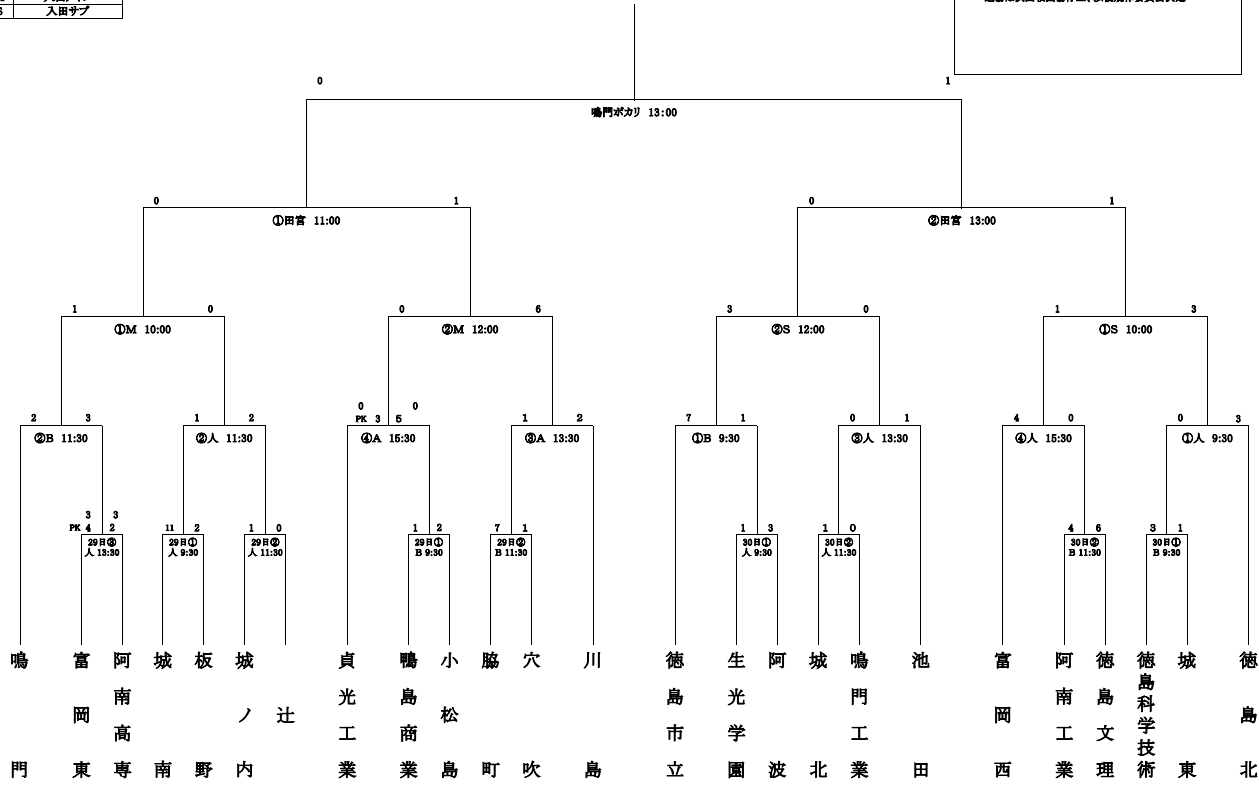 S 入田サブ
0 1
鳴門ポカリ 13:00
0 1 0 1
①田宮 11:00 ②田宮 13:00
1 0 0 6 3 0 1 3
①M 10:00 ②M 12:00 ②S 12:00 ①S 10:00
0 0
2 3 1 2 PK 3 5 1 2 7 1 0 1 4 0 0 3
②B 11:30 ②人 11:30 ④A 15:30 ③A 13:30 ①B 9:30 ③人 13:30 ④人 15:30 ①人 9:30
3 3
PK 4 2 11 2 1 0 1 2 7 1 1 3 1 0 4 6 3 1
29日③ 29日① 29日② 29日① 29日② 30日① 30日② 30日② 30日①
人 13:30 人 9:30 人 11:30 B 9:30 B 11:30 人 9:30 人 11:30 B 11:30 B 9:30
鳴門
富岡東
阿南高専
城南
板野
城ノ内
辻
貞光工業
鴨島商業
小松島
脇町
穴吹
川島
徳島市立
生光学園
阿波
城北
鳴門工業
池田
富岡西
阿南工業
徳島文理
徳島科学技術
城東
徳島北